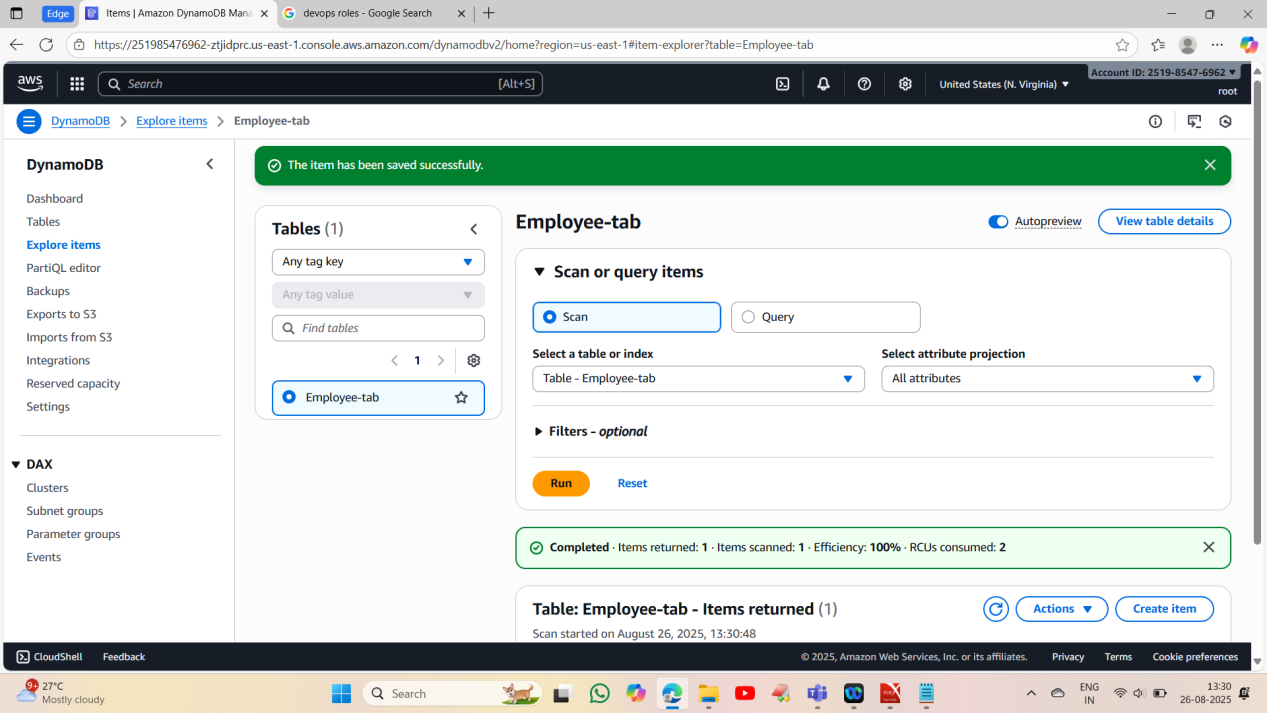 Edge
Items | Amazon DynamoDB Mana
devops roles - Google Search
https://251985476962-ztjidprc.us-east-1.console.aws.amazon.com/dynamodbv2/home?region=us-east-1#item-explorer?table=Employee-tab
aws
Search
[Alt+S]
United States (N. Virginia)
Account ID: 2519-8547-6962
root
DynamoDB
Explore items
Employee-tab
DynamoDB
Dashboard
Tables
Explore items
PartiQL editor
Backups
Exports to S3
Imports from S3
Integrations
Reserved capacity
Settings
DAX
Clusters
Subnet groups
Parameter groups
Events
The item has been saved successfully.
Tables (1)
Any tag key
Any tag value
Find tables
1
Employee-tab
Employee-tab
Autopreview
View table details
Scan or query items
Scan
Query
Select a table or index
Select attribute projection
Table - Employee-tab
All attributes
Filters - optional
Run
Reset
Completed · Items returned: 1 · Items scanned: 1 · Efficiency: 100% · RCUs consumed: 2
Table: Employee-tab - Items returned (1)
Actions
Create item
Scan started on August 26, 2025, 13:30:48
CloudShell
Feedback
© 2025, Amazon Web Services, Inc. or its affiliates.
Privacy
Terms
Cookie preferences
9+
27°C
Mostly cloudy
Search
ENG
IN
13:30
26-08-2025